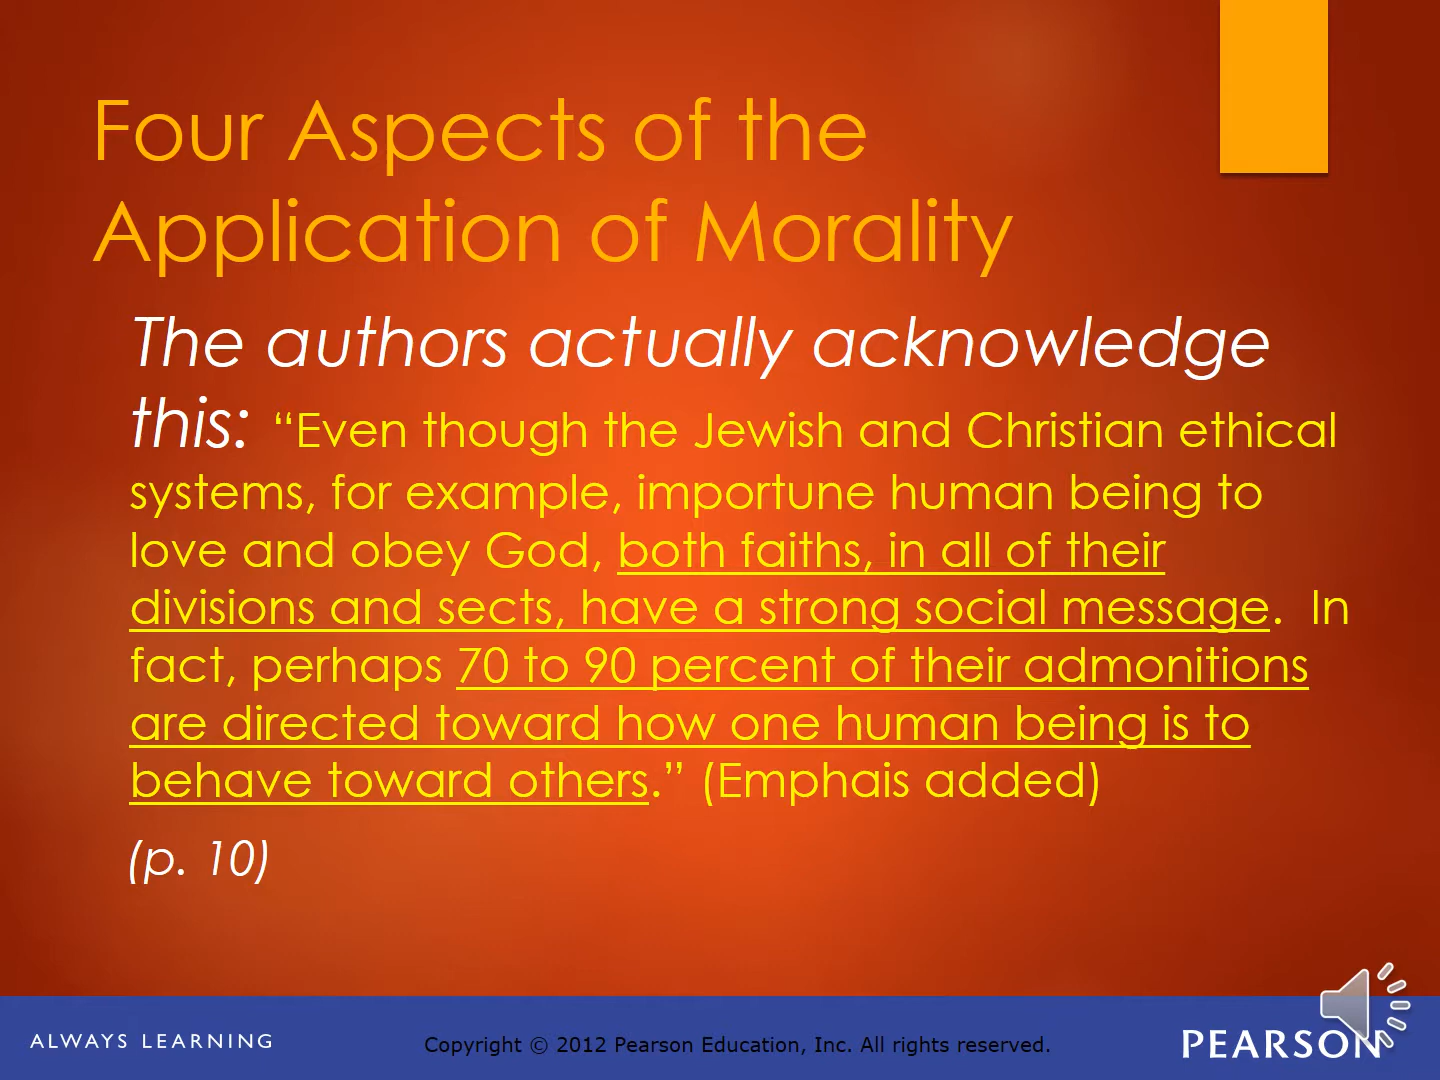 Four Aspects of the
Application of Morality
The authors actually acknowledge
this: “Even though the Jewish and Christian ethical
systems, for example, importune human being to
love and obey God, both faiths, in all of their
divisions and sects, have a strong social message.  In
fact, perhaps 70 to 90 percent of their admonitions
are directed toward how one human being is to
behave toward others.” (Emphais added)
(p. 10)
ALWAYS LEARNING
Copyright © 2012 Pearson Education, Inc. All rights reserved.
PEARSON